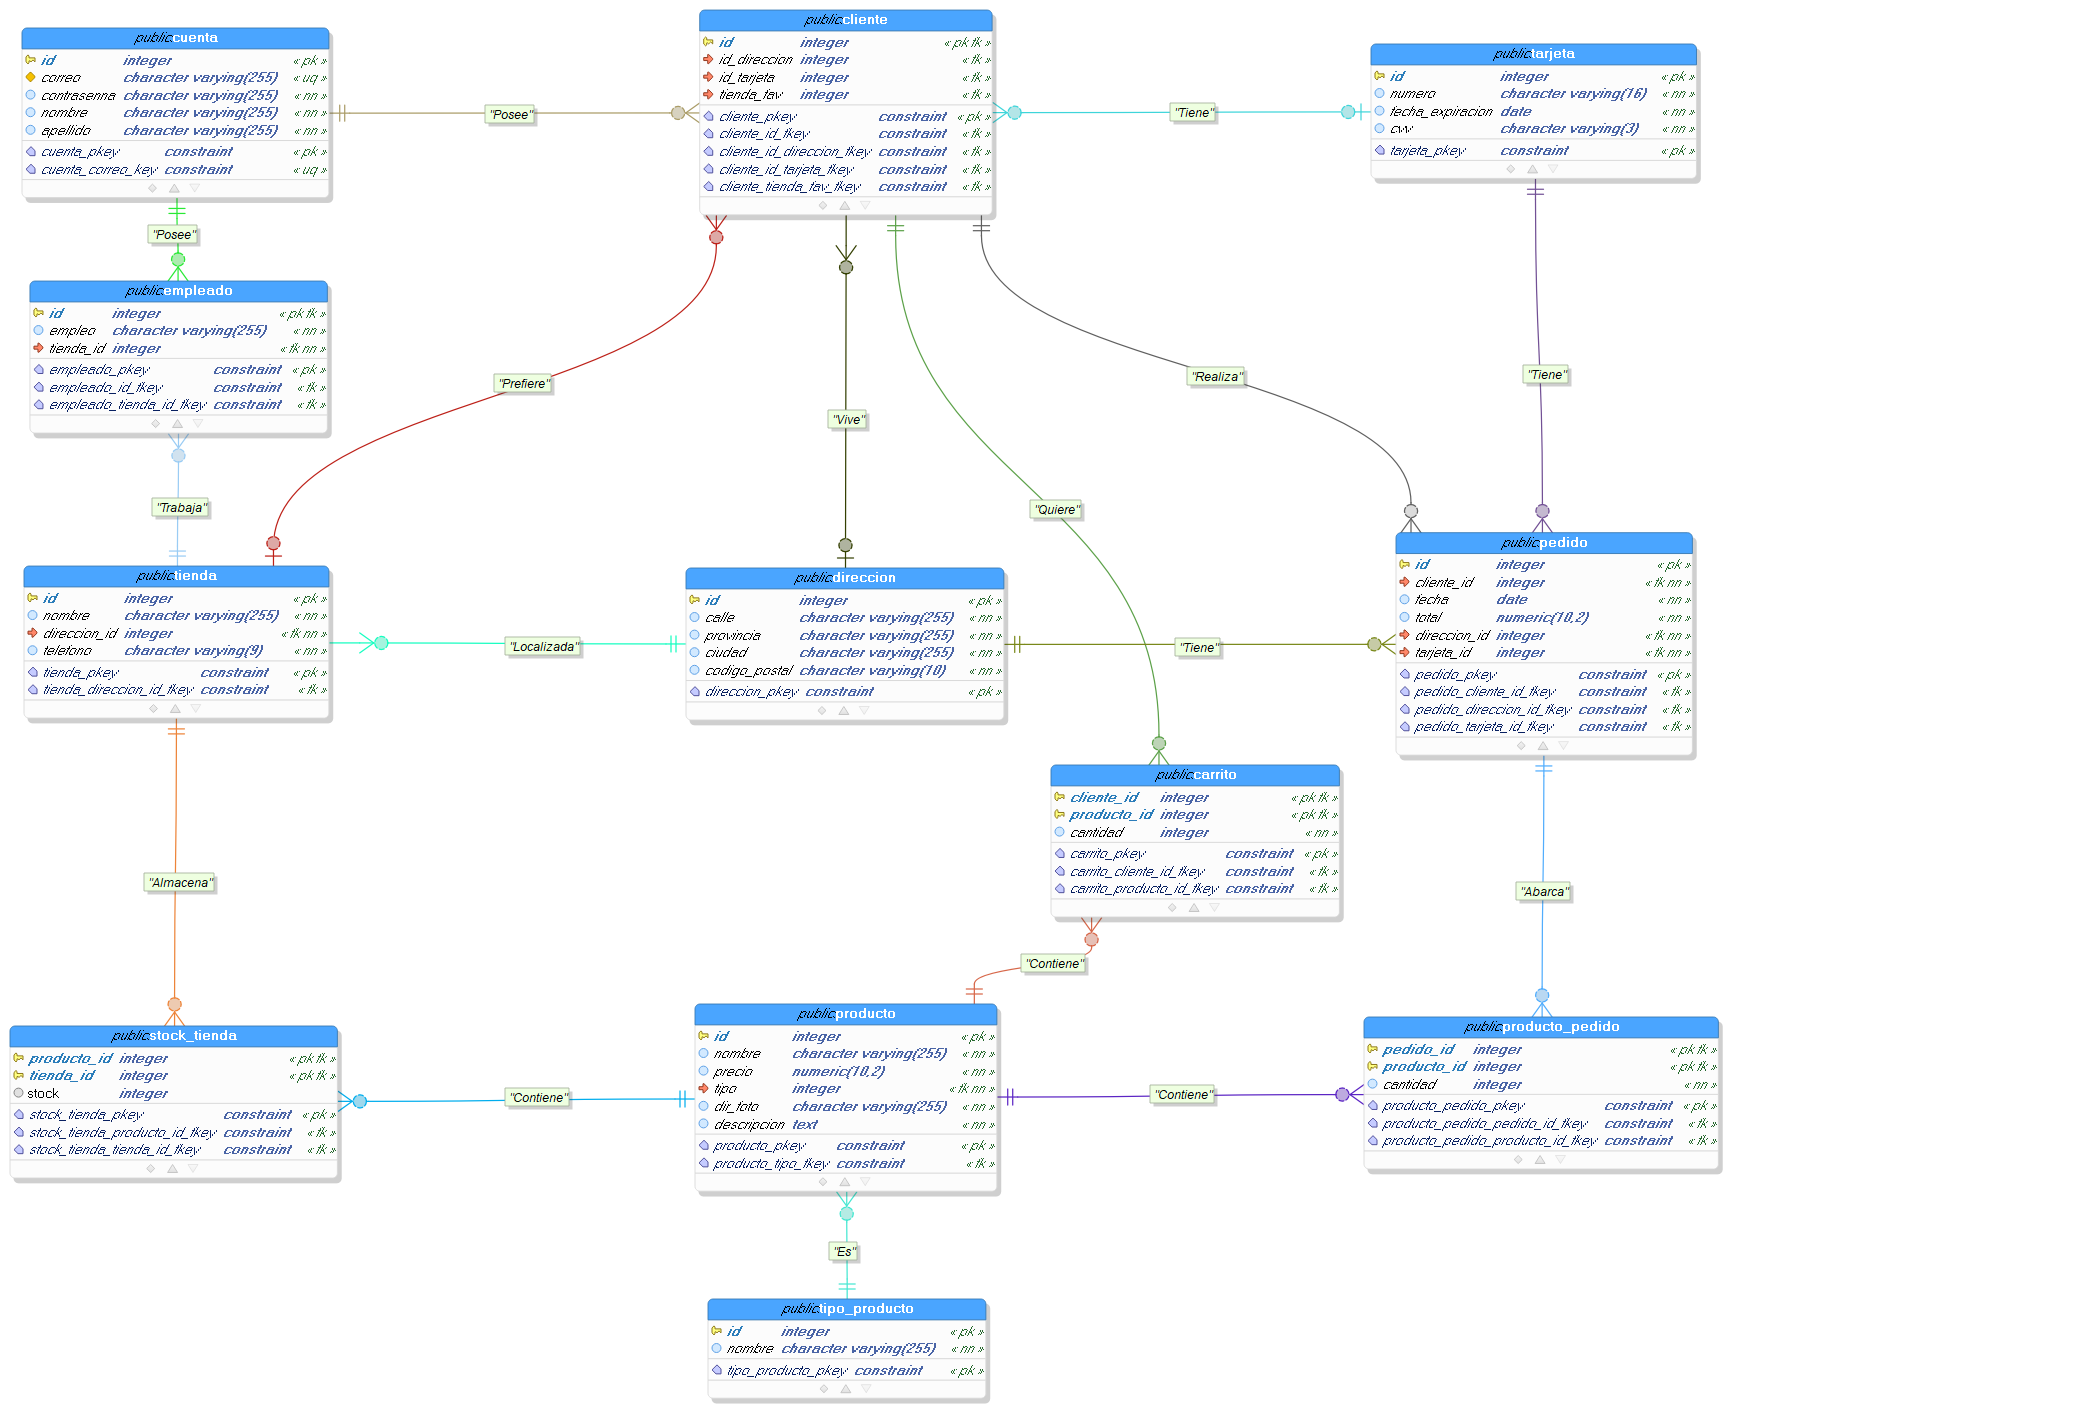 public.cuenta
id integer « pk »
correo character varying(255) « uq »
contrasenna character varying(255) « nn »
nombre character varying(255) « nn »
apellido character varying(255) « nn »
cuenta_pkey constraint « pk »
cuenta_correo_key constraint « uq »
"Posee"
public.cliente
id integer « pk fk »
id_direccion integer « fk »
id_tarjeta integer « fk »
tienda_fav integer « fk »
cliente_pkey constraint « pk »
cliente_id_fkey constraint « fk »
cliente_id_direccion_fkey constraint « fk »
cliente_id_tarjeta_fkey constraint « fk »
cliente_tienda_fav_fkey constraint « fk »
"Tiene"
public.tarjeta
id integer « pk »
numero character varying(16) « nn »
fecha_expiracion date « nn »
cvv character varying(3) « nn »
tarjeta_pkey constraint « pk »
"Posee"
public.empleado
id integer « pk fk »
empleo character varying(255) « nn »
tienda_id integer « fk nn »
empleado_pkey constraint « pk »
empleado_id_fkey constraint « fk »
empleado_tienda_id_fkey constraint « fk »
"Prefiere"
"Vive"
"Realiza"
"Tiene"
"Trabaja"
"Quiere"
public.tienda
id integer « pk »
nombre character varying(255) « nn »
direccion_id integer « fk nn »
telefono character varying(9) « nn »
tienda_pkey constraint « pk »
tienda_direccion_id_fkey constraint « fk »
"Localizada"
public.direccion
id integer « pk »
calle character varying(255) « nn »
provincia character varying(255) « nn »
ciudad character varying(255) « nn »
codigo_postal character varying(10) « nn »
direccion_pkey constraint « pk »
"Tiene"
public.pedido
id integer « pk »
cliente_id integer « fk nn »
fecha date « nn »
total numeric(10,2) « nn »
direccion_id integer « fk nn »
tarjeta_id integer « fk nn »
pedido_pkey constraint « pk »
pedido_cliente_id_fkey constraint « fk »
pedido_direccion_id_fkey constraint « fk »
pedido_tarjeta_id_fkey constraint « fk »
public.carrito
cliente_id integer « pk fk »
producto_id integer « pk fk »
cantidad integer « nn »
carrito_pkey constraint « pk »
carrito_cliente_id_fkey constraint « fk »
carrito_producto_id_fkey constraint « fk »
"Almacena"
"Abarca"
"Contiene"
public.stock_tienda
producto_id integer « pk fk »
tienda_id integer « pk fk »
stock integer
stock_tienda_pkey constraint « pk »
stock_tienda_producto_id_fkey constraint « fk »
stock_tienda_tienda_id_fkey constraint « fk »
"Contiene"
public.producto
id integer « pk »
nombre character varying(255) « nn »
precio numeric(10,2) « nn »
tipo integer « fk nn »
dir_foto character varying(255) « nn »
descripcion text « nn »
producto_pkey constraint « pk »
producto_tipo_fkey constraint « fk »
"Contiene"
public.producto_pedido
pedido_id integer « pk fk »
producto_id integer « pk fk »
cantidad integer « nn »
producto_pedido_pkey constraint « pk »
producto_pedido_pedido_id_fkey constraint « fk »
producto_pedido_producto_id_fkey constraint « fk »
"Es"
public.tipo_producto
id integer « pk »
nombre character varying(255) « nn »
tipo_producto_pkey constraint « pk »